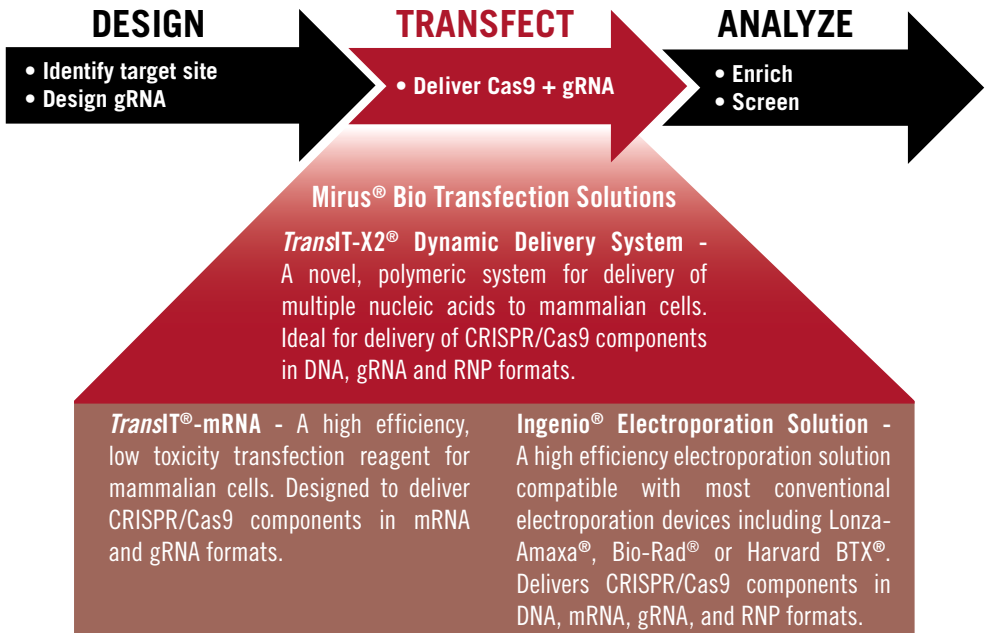 DESIGN
• Identify target site
• Design gRNA
TRANSFECT
• Deliver Cas9 + gRNA
ANALYZE
• Enrich
• Screen
Mirus® Bio Transfection Solutions
TransIT-X2® Dynamic Delivery System -
A novel, polymeric system for delivery of
multiple nucleic acids to mammalian cells.
Ideal for delivery of CRISPR/Cas9 components
in DNA, gRNA and RNP formats.
TransIT®-mRNA - A high efficiency,
low toxicity transfection reagent for
mammalian cells. Designed to deliver
CRISPR/Cas9 components in mRNA
and gRNA formats.
Ingenio® Electroporation Solution -
A high efficiency electroporation solution
compatible with most conventional
electroporation devices including Lonza-
Amaxa®, Bio-Rad® or Harvard BTX®.
Delivers CRISPR/Cas9 components in
DNA, mRNA, gRNA, and RNP formats.